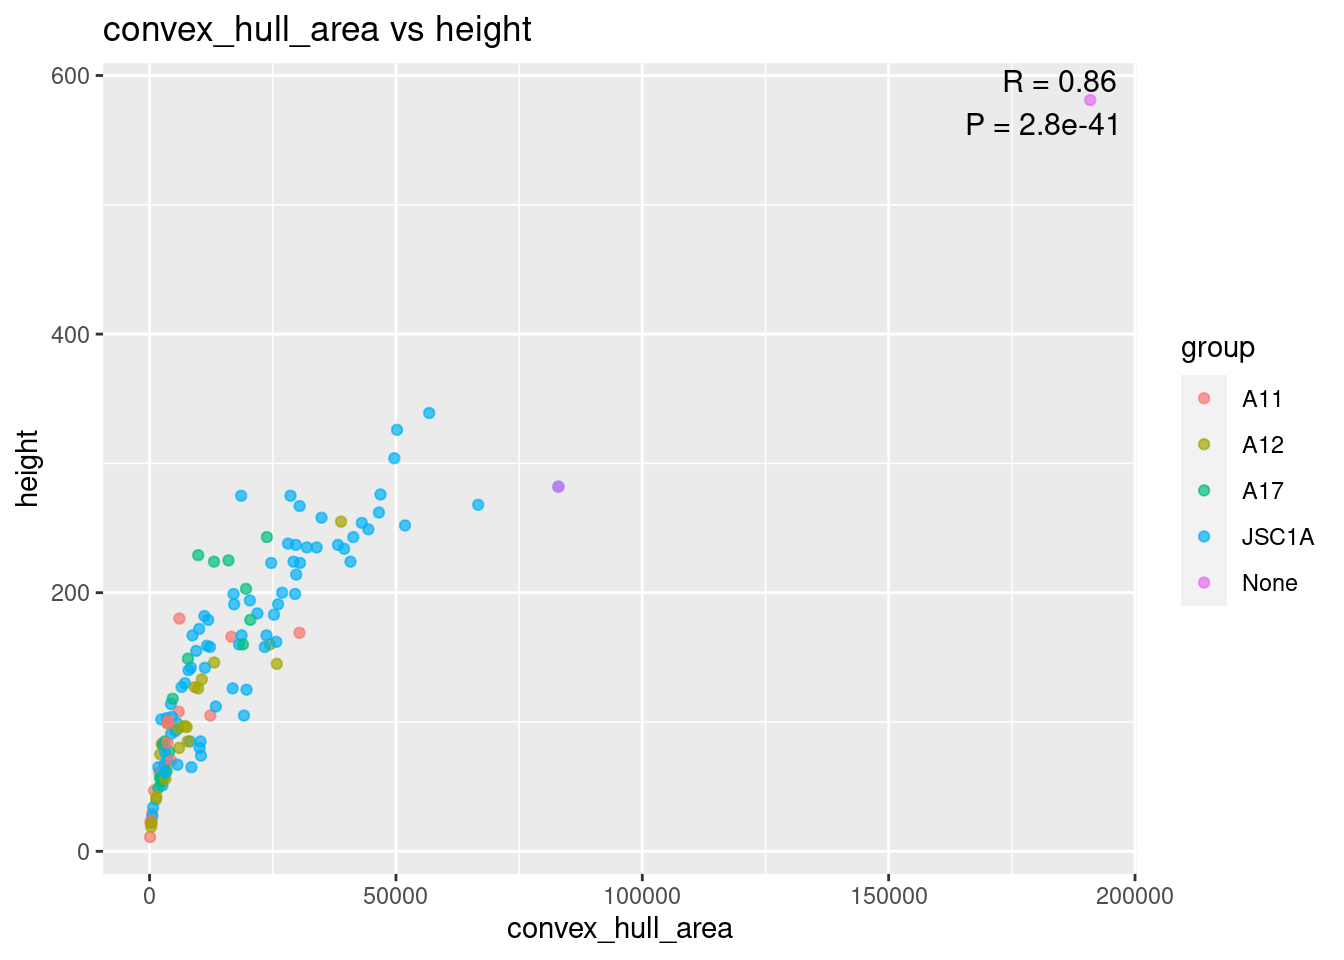 convex_hull_area vs height
R = 0.86
P = 2.8e-41
600
400
200
0
height
0
50000
100000
150000
200000
convex_hull_area
group
A11
A12
A17
JSC1A
None